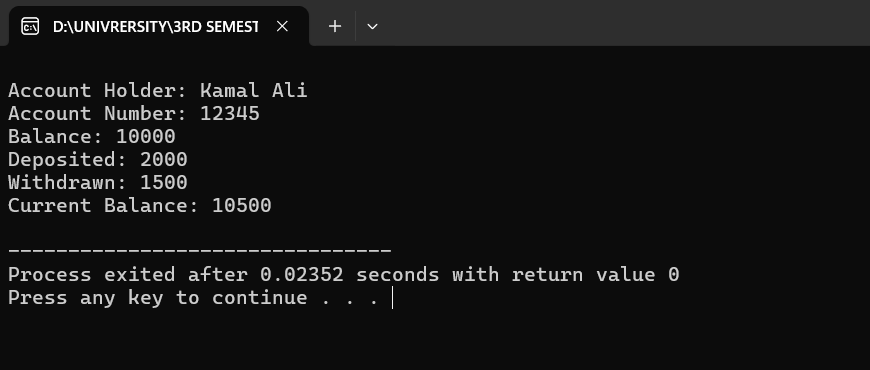 D:\UNIVRERSITY\3RD SEMEST
Account Holder: Kamal Ali
Account Number: 12345
Balance: 10000
Deposited: 2000
Withdrawn: 1500
Current Balance: 10500
--------------------------------
Process exited after 0.02352 seconds with return value 0
Press any key to continue . . .